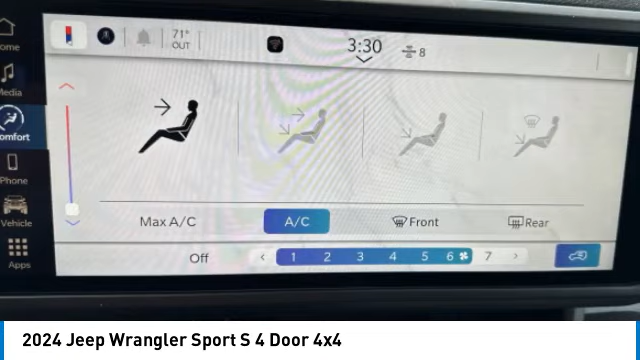 71°
OUT
3:30
8
ome
Media
omfort
Phone
Vehicle
Apps
Max A/C
A/C
Front
Rear
Off
‹ 1 2 3 4 5 6 7 ›
2024 Jeep Wrangler Sport S 4 Door 4x4